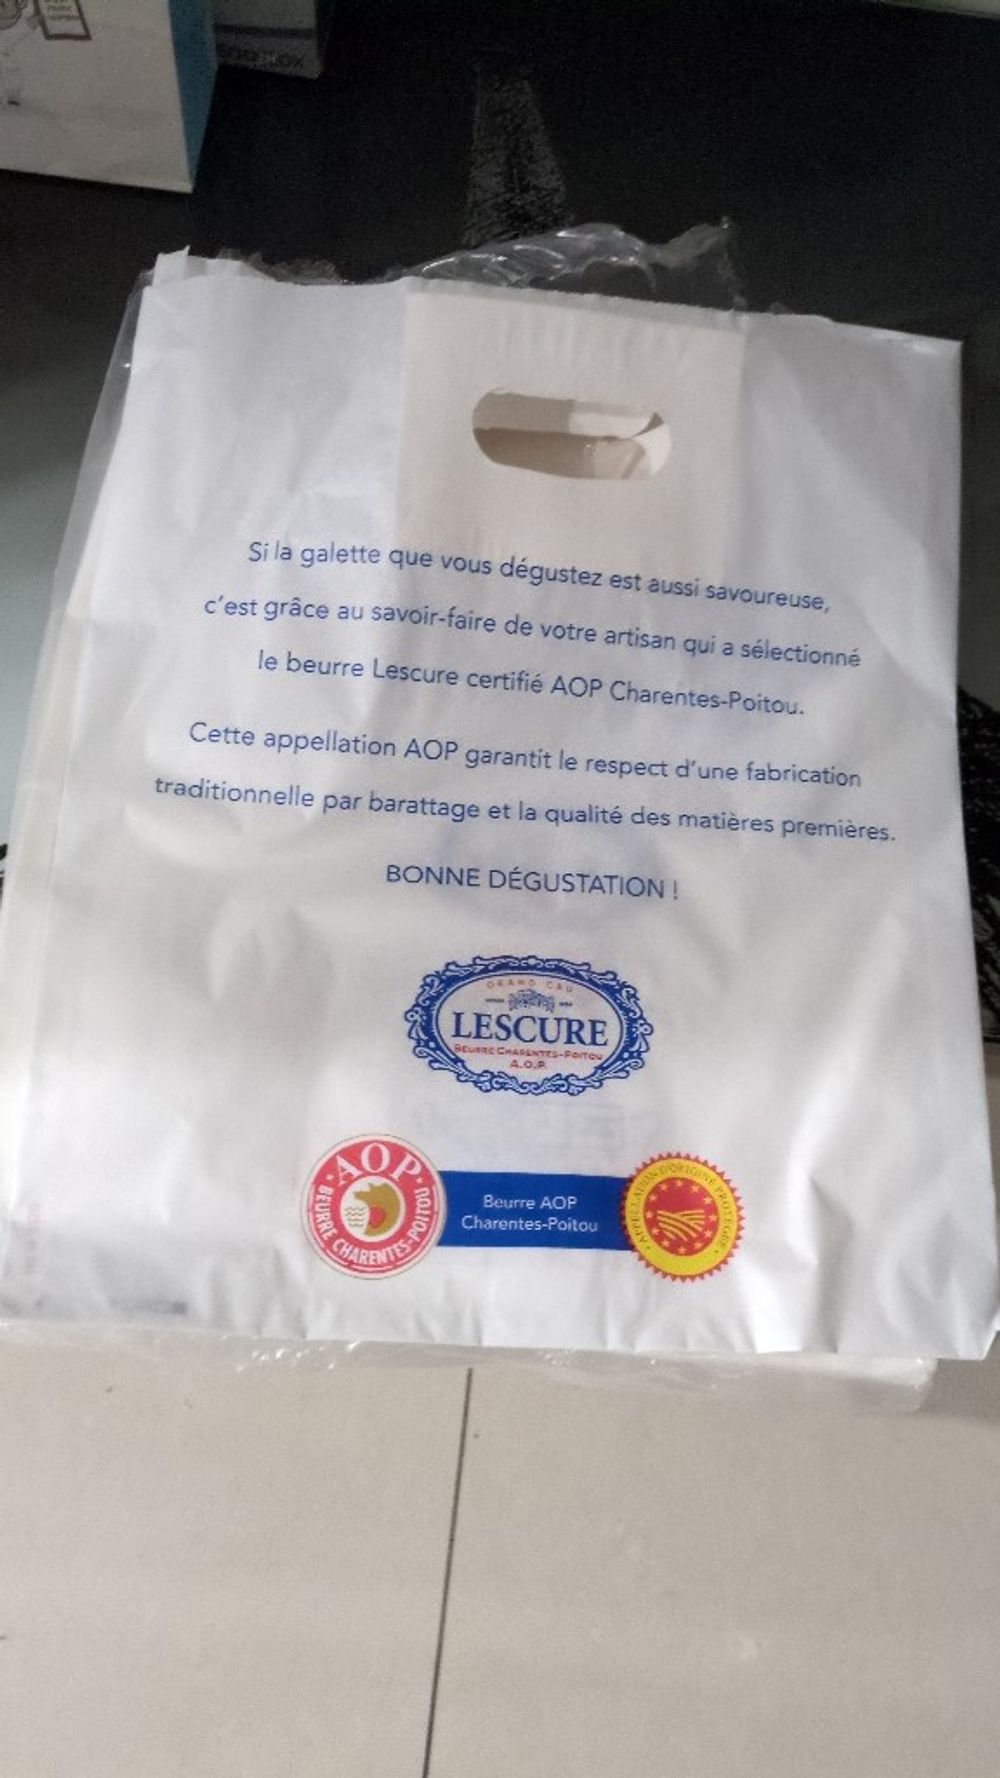 Si la galette que vous dégustez est aussi savoureuse,
c'est grâce au savoir-faire de votre artisan qui a sélectionné
le beurre Lescure certifié AOP Charentes-Poitou.
Cette appellation AOP garantit le respect d'une fabrication
traditionnelle par barattage et la qualité des matières premières.
BONNE DÉGUSTATION !
GRAND CRU
LESCURE
BEURRE CHARENTES-POITOU
A.O.P.
AOP
BEURRE CHARENTES-POITOU
Beurre AOP
Charentes-Poitou
APPELLATION D'ORIGINE PROTÉGÉE